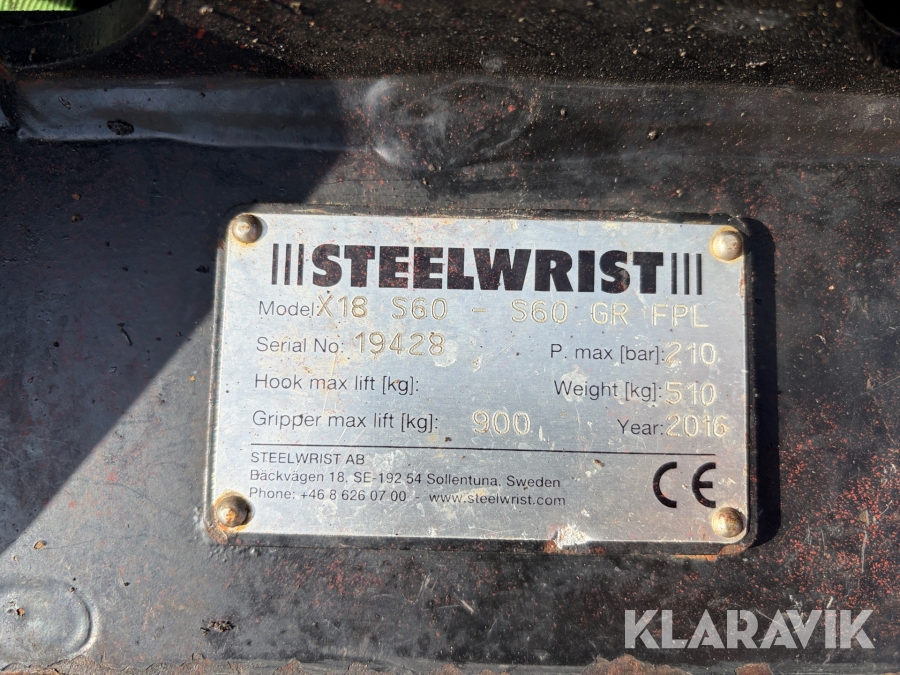 STEELWRIST
Model X18 S60 - S60 GR FPL
Serial No: 19428 P. max [bar]: 210
Hook max lift [kg]: Weight [kg]: 510
Gripper max lift [kg]: 900 Year: 2016
STEELWRIST AB
Bäckvägen 18, SE-192 54 Sollentuna, Sweden
Phone: +46 8 626 07 00 - www.steelwrist.com
CE
KLARAVIK